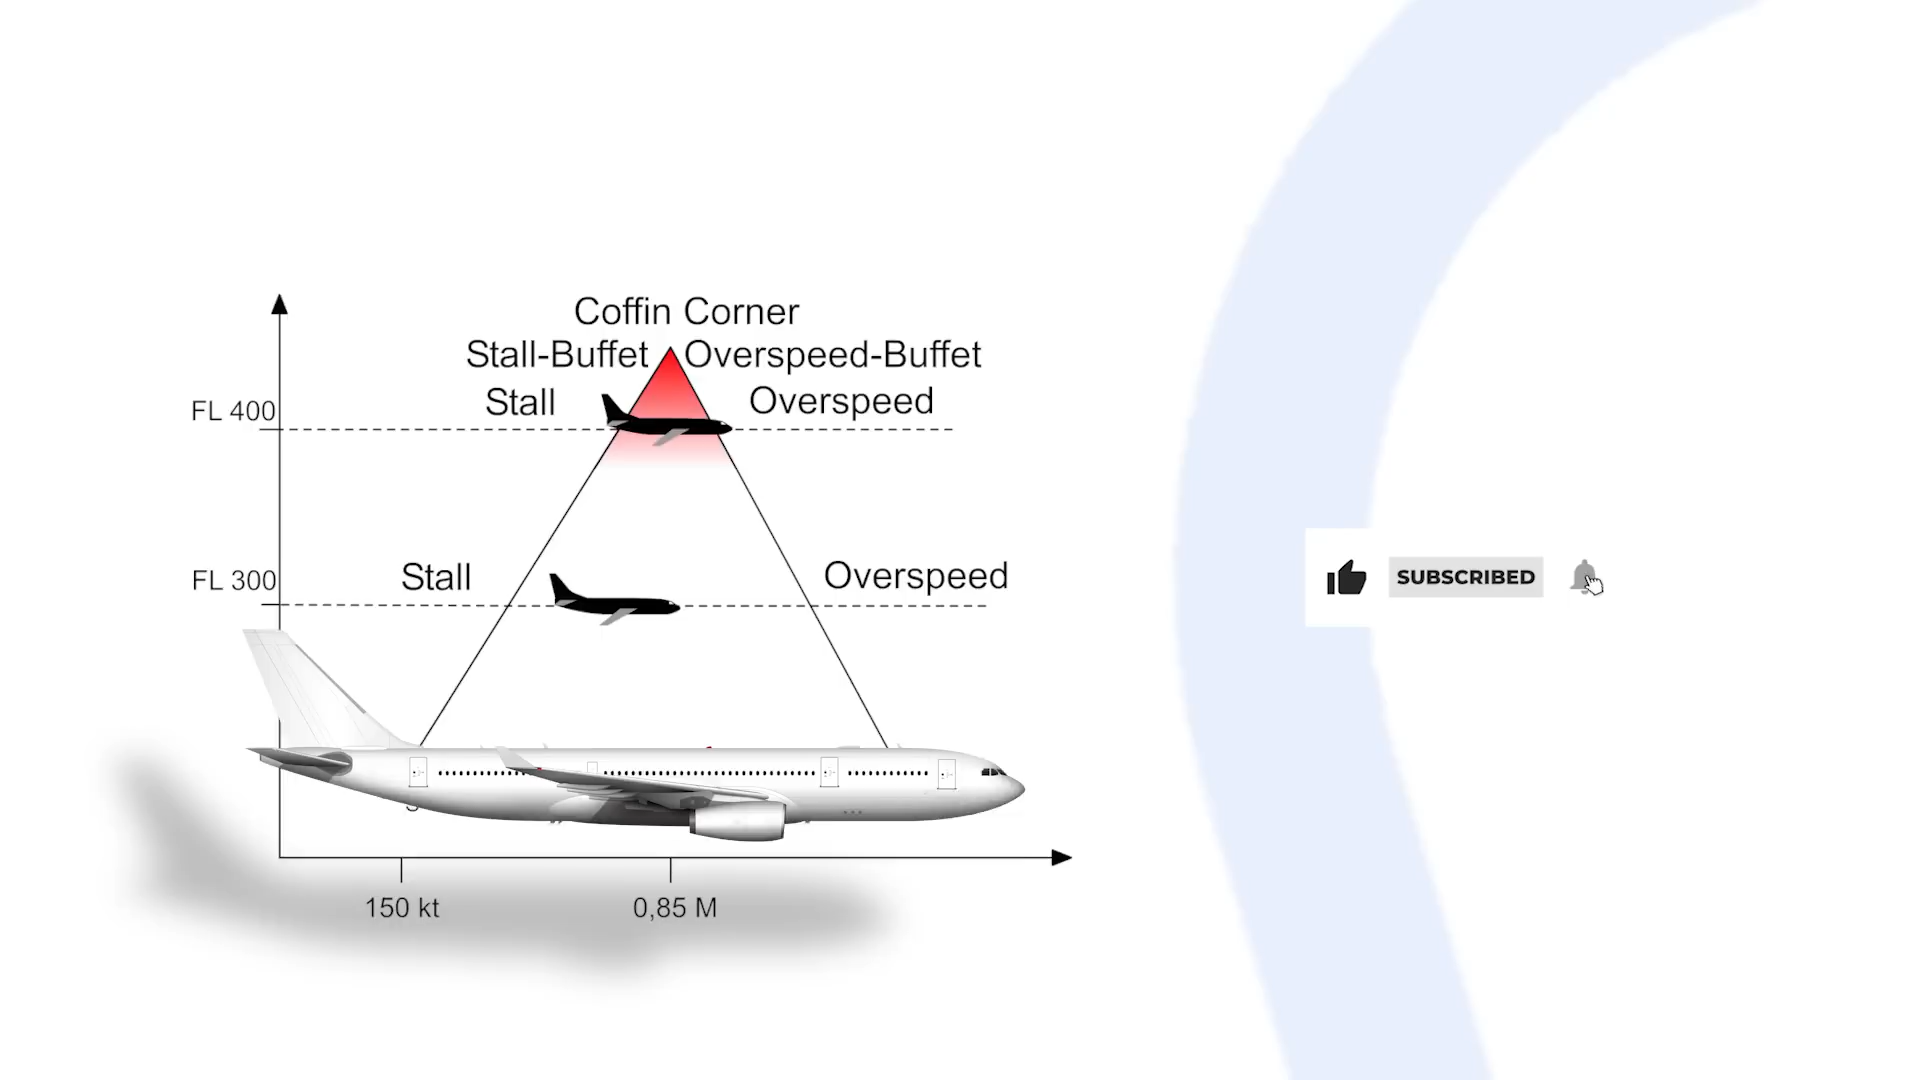 Coffin Corner
Stall-Buffet Overspeed-Buffet
Stall Overspeed
FL 400
Stall Overspeed
FL 300
SUBSCRIBED
150 kt 0,85 M